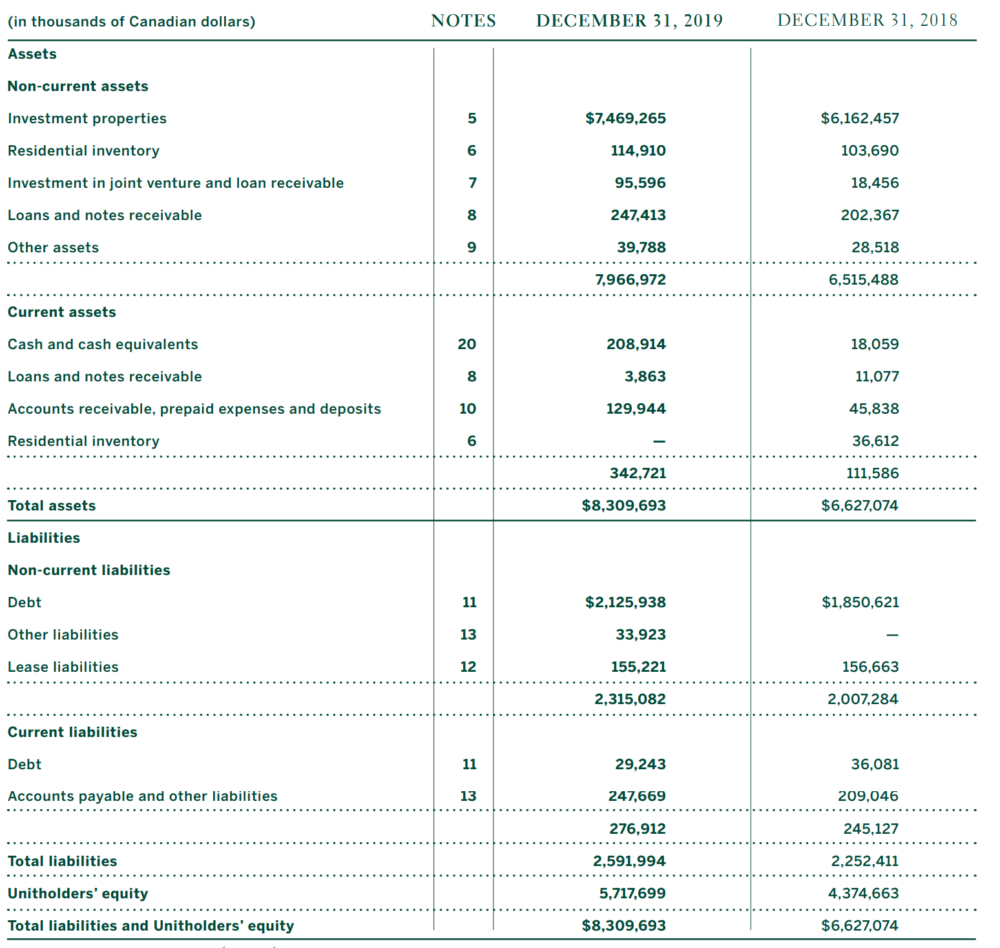 (in thousands of Canadian dollars) NOTES DECEMBER 31, 2019 DECEMBER 31, 2018
Assets
Non-current assets
Investment properties 5 $7,469,265 $6,162,457
Residential inventory 6 114,910 103,690
Investment in joint venture and loan receivable 7 95,596 18,456
Loans and notes receivable 8 247,413 202,367
Other assets 9 39,788 28,518
7,966,972 6,515,488
Current assets
Cash and cash equivalents 20 208,914 18,059
Loans and notes receivable 8 3,863 11,077
Accounts receivable, prepaid expenses and deposits 10 129,944 45,838
Residential inventory 6 — 36,612
342,721 111,586
Total assets $8,309,693 $6,627,074
Liabilities
Non-current liabilities
Debt 11 $2,125,938 $1,850,621
Other liabilities 13 33,923 —
Lease liabilities 12 155,221 156,663
2,315,082 2,007,284
Current liabilities
Debt 11 29,243 36,081
Accounts payable and other liabilities 13 247,669 209,046
276,912 245,127
Total liabilities 2,591,994 2,252,411
Unitholders’ equity 5,717,699 4,374,663
Total liabilities and Unitholders’ equity $8,309,693 $6,627,074